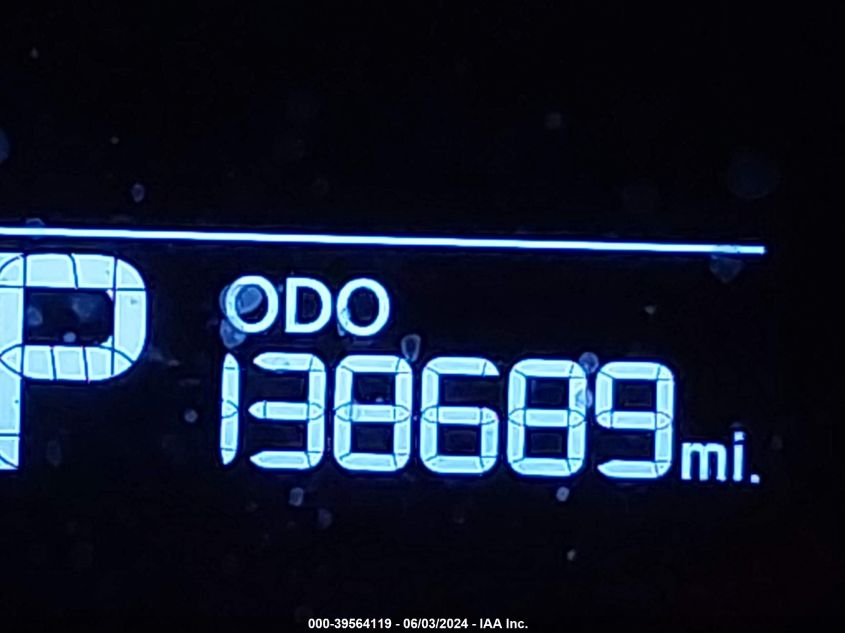 P
ODO
138689 mi.
000-39564119 - 06/03/2024 - IAA Inc.